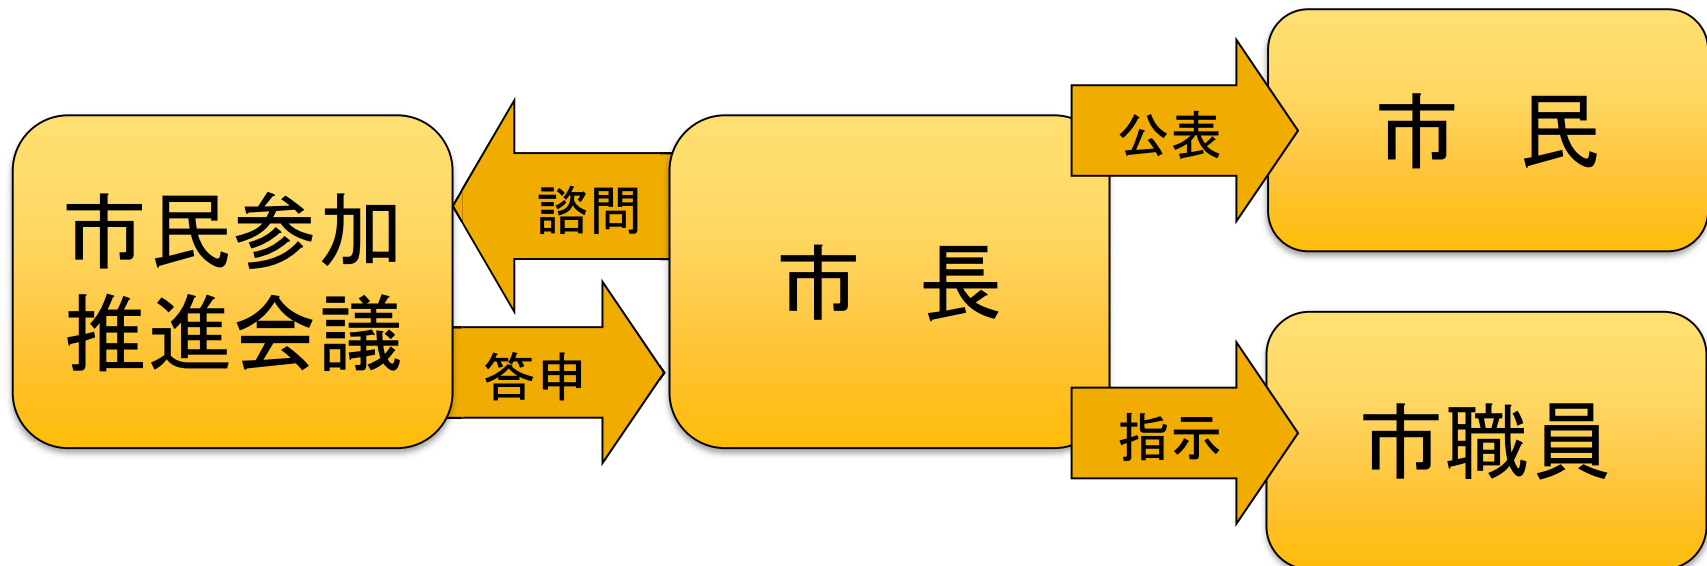 市民参加
推進会議
諮問
答申
市　長
公表
市　民
指示
市職員